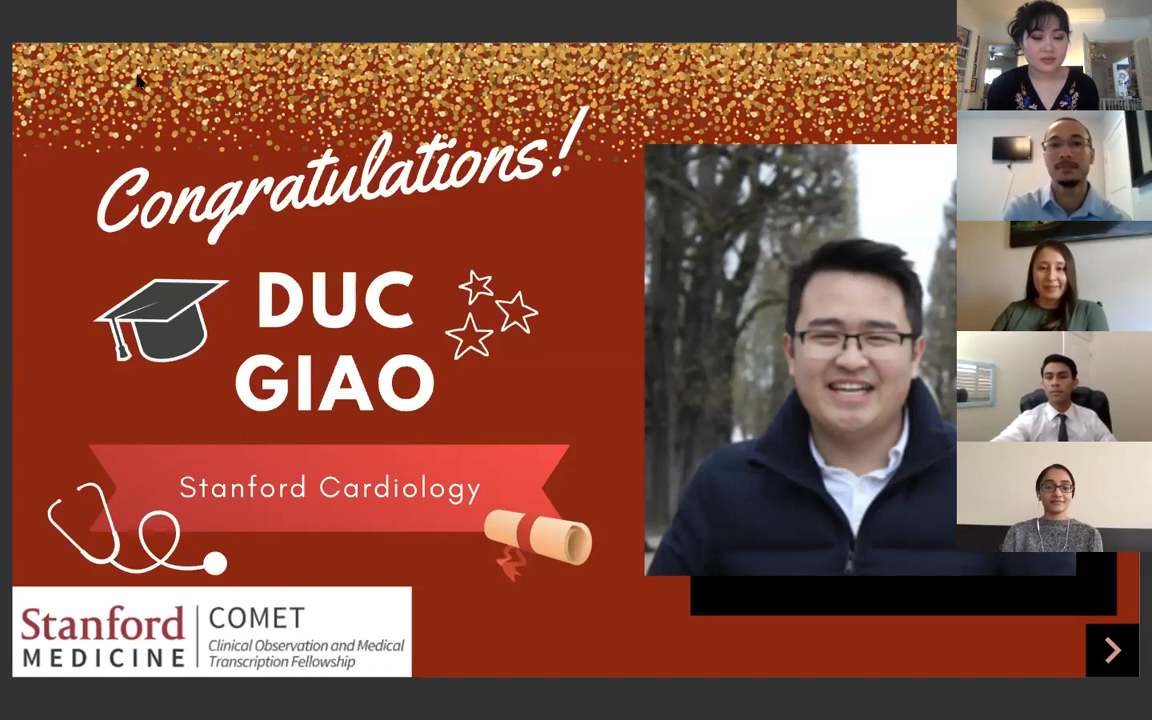 Congratulations!
DUC
GIAO
Stanford Cardiology
Stanford
MEDICINE
COMET
Clinical Observation and Medical
Transcription Fellowship